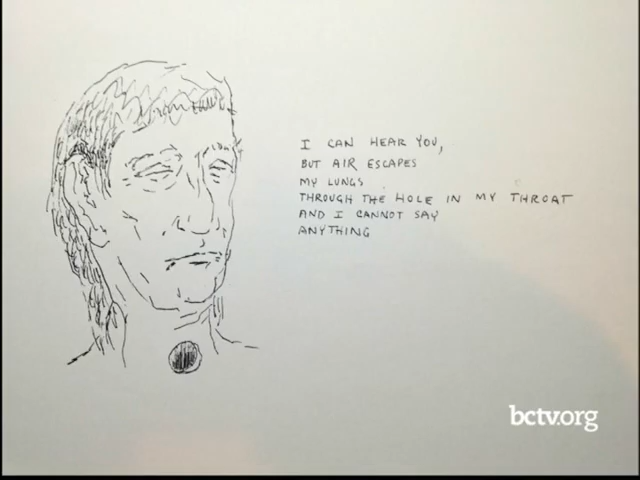 I CAN HEAR YOU,
BUT AIR ESCAPES
MY LUNGS
THROUGH THE HOLE IN MY THROAT
AND I CANNOT SAY
ANYTHING
bctv.org